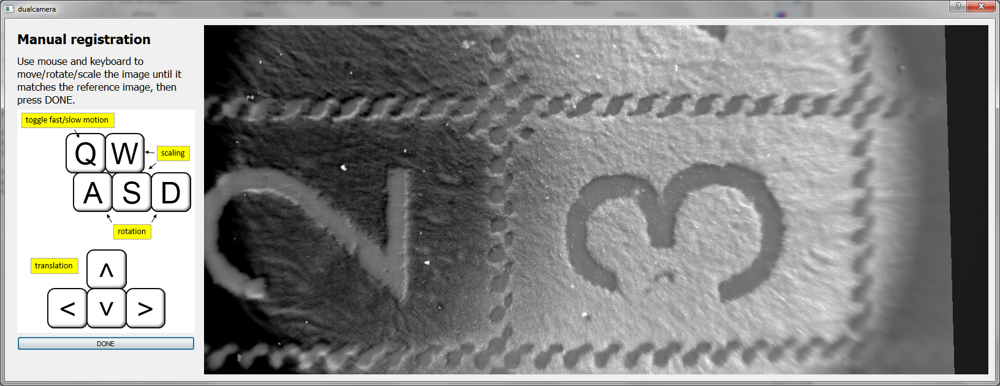 dualcamera
?
X
Manual registration
Use mouse and keyboard to
move/rotate/scale the image until it
matches the reference image, then
press DONE.
toggle fast/slow motion
Q W
scaling
A S D
rotation
translation
^
< v >
DONE
2 3